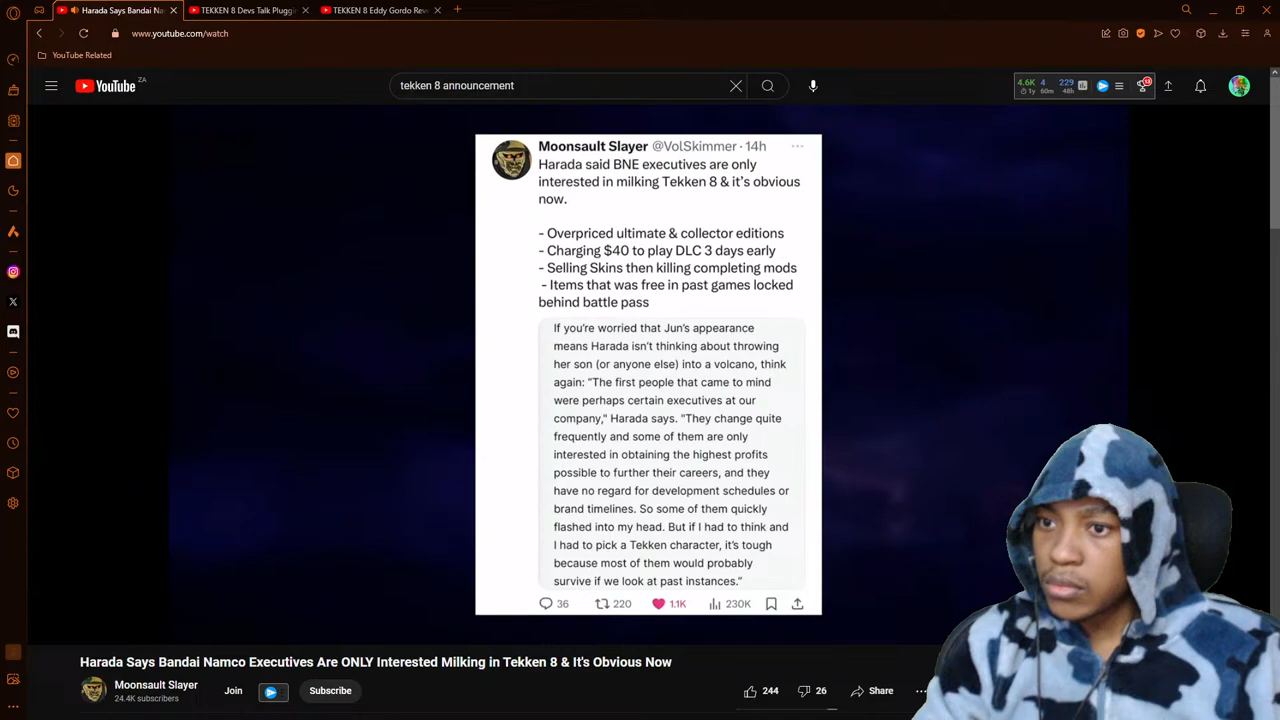 Harada Says Bandai Na
TEKKEN 8 Devs Talk Pluggin
TEKKEN 8 Eddy Gordo Rev
www.youtube.com/watch
YouTube Related
YouTube ZA
tekken 8 announcement
4.6K 4 229
1y 60m 48h
13
Moonsault Slayer @VolSkimmer · 14h
Harada said BNE executives are only
interested in milking Tekken 8 & it's obvious
now.
- Overpriced ultimate & collector editions
- Charging $40 to play DLC 3 days early
- Selling Skins then killing completing mods
- Items that was free in past games locked
behind battle pass
If you're worried that Jun's appearance
means Harada isn't thinking about throwing
her son (or anyone else) into a volcano, think
again: "The first people that came to mind
were perhaps certain executives at our
company," Harada says. "They change quite
frequently and some of them are only
interested in obtaining the highest profits
possible to further their careers, and they
have no regard for development schedules or
brand timelines. So some of them quickly
flashed into my head. But if I had to think and
I had to pick a Tekken character, it's tough
because most of them would probably
survive if we look at past instances."
36 220 1.1K 230K
Harada Says Bandai Namco Executives Are ONLY Interested Milking in Tekken 8 & It's Obvious Now
Moonsault Slayer
24.4K subscribers
Join
Subscribe
244 26 Share